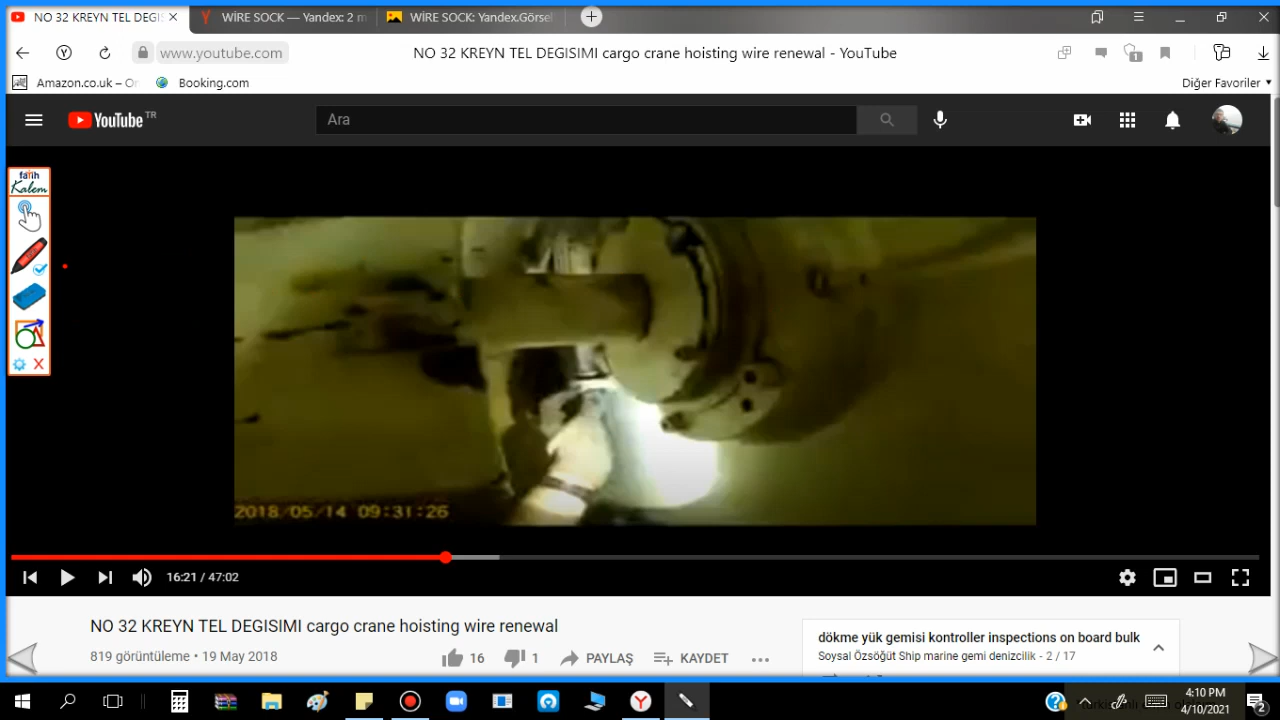 NO 32 KREYN TEL DEGI
WİRE SOCK — Yandex: 2 m
WİRE SOCK: Yandex.Görsel
www.youtube.com
NO 32 KREYN TEL DEGISIMI cargo crane hoisting wire renewal - YouTube
1
Amazon.co.uk – O
Booking.com
Diğer Favoriler
YouTube TR
Ara
fatih
Kalem
X
2018/05/14 09:31:26
16:21 / 47:02
NO 32 KREYN TEL DEGISIMI cargo crane hoisting wire renewal
819 görüntüleme • 19 May 2018
16
1
PAYLAŞ
KAYDET
dökme yük gemisi kontroller inspections on board bulk
Soysal Özsöğüt Ship marine gemi denizcilik - 2 / 17
4:10 PM
4/10/2021
2